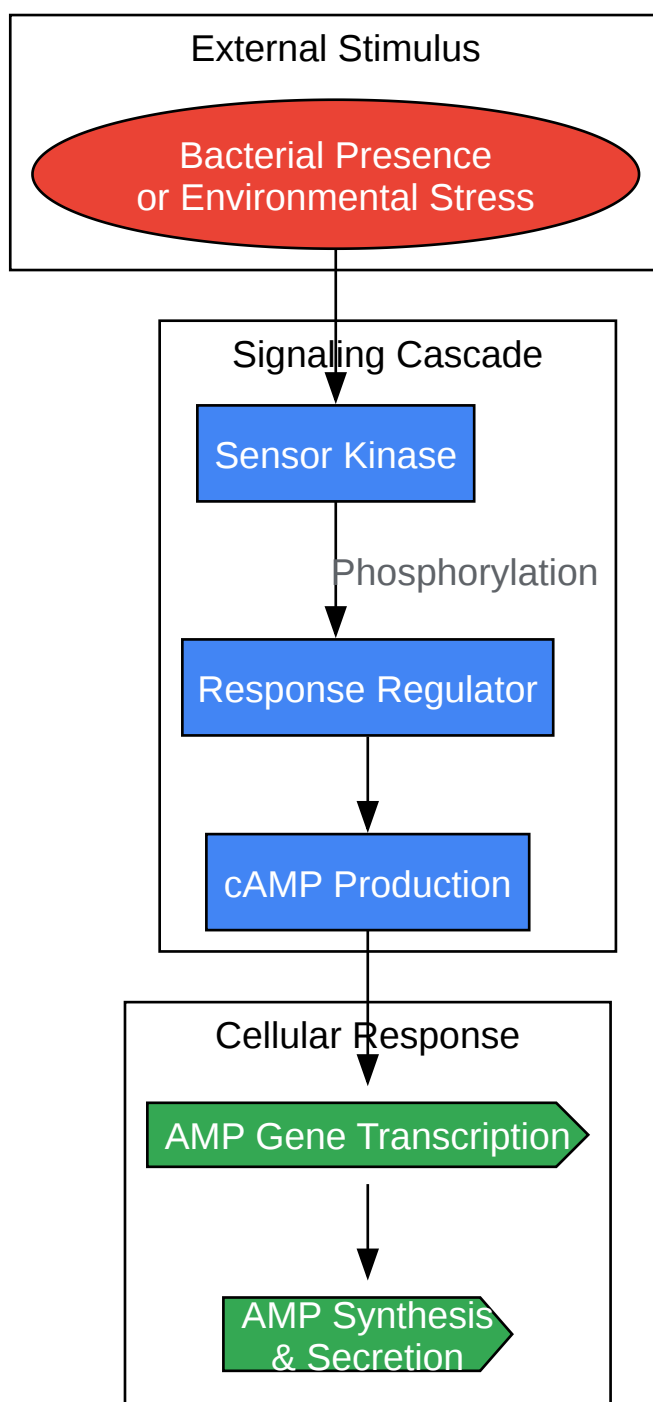 External Stimulus
Bacterial Presence
or Environmental Stress
Signaling Cascade
Sensor Kinase
Phosphorylation
Response Regulator
cAMP Production
Cellular Response
AMP Gene Transcription
AMP Synthesis
& Secretion